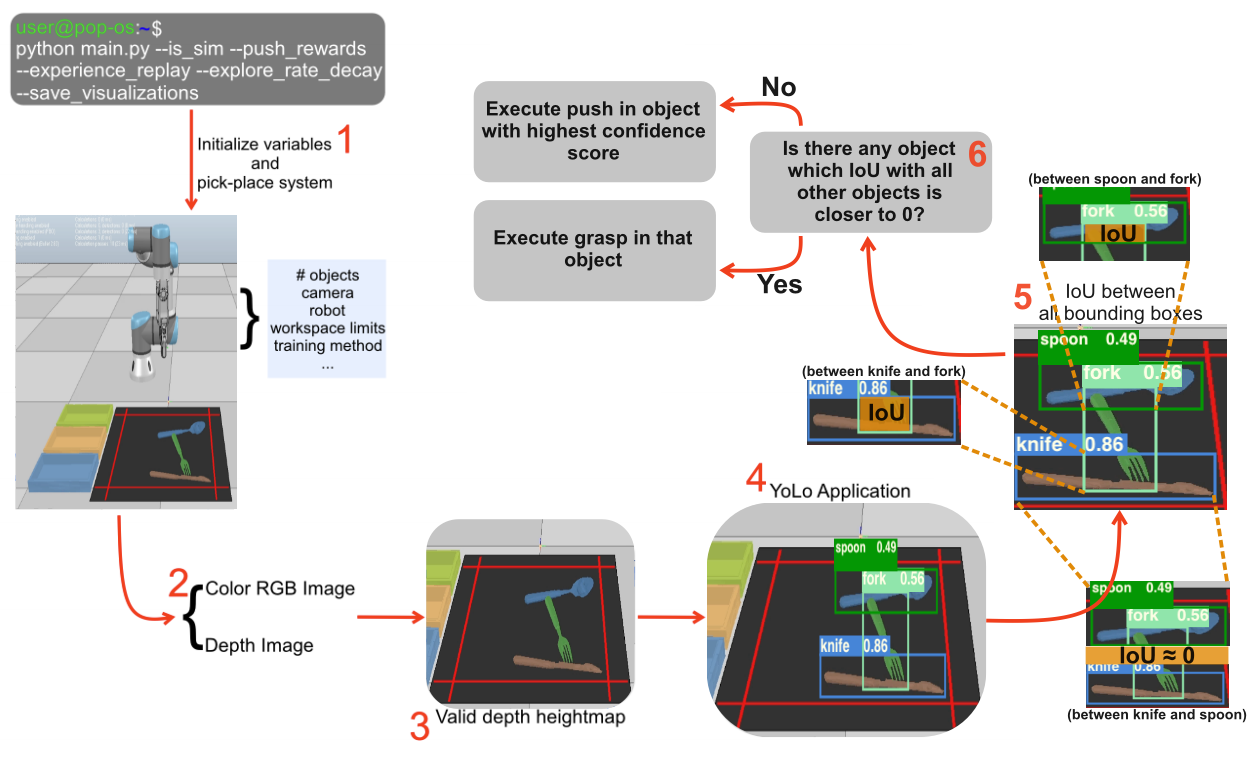 user@pop-os:~$
python main.py --is_sim --push_rewards
--experience_replay --explore_rate_decay
--save_visualizations
1
Initialize variables
and
pick-place system
# objects
camera
robot
workspace limits
training method
...
2
Color RGB Image
Depth Image
3
Valid depth heightmap
4
YoLo Application
spoon 0.49
fork 0.56
knife 0.86
5
IoU between
all bounding boxes
spoon 0.49
fork 0.56
knife 0.86
(between spoon and fork)
fork 0.56
IoU
(between knife and fork)
knife 0.86
IoU
spoon 0.49
fork 0.56
IoU ≈ 0
knife 0.86
(between knife and spoon)
6
Is there any object
which IoU with all
other objects is
closer to 0?
No
Execute push in object
with highest confidence
score
Yes
Execute grasp in that
object